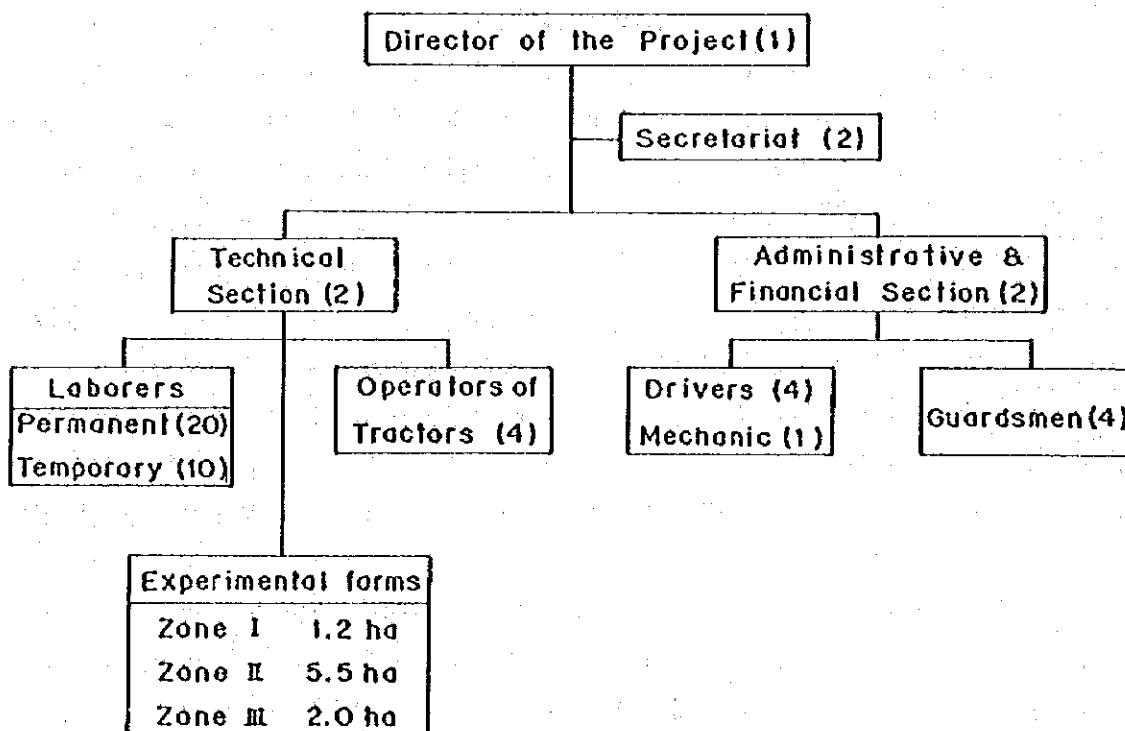 Director of the Project (1)
Secretariat (2)
Technical
Section (2)
Administrative &
Financial Section (2)
Laborers
Permanent (20)
Temporary (10)
Operators of
Tractors (4)
Drivers (4)
Mechanic (1)
Guardsmen (4)
Experimental farms
Zone I 1.2 ha
Zone II 5.5 ha
Zone III 2.0 ha